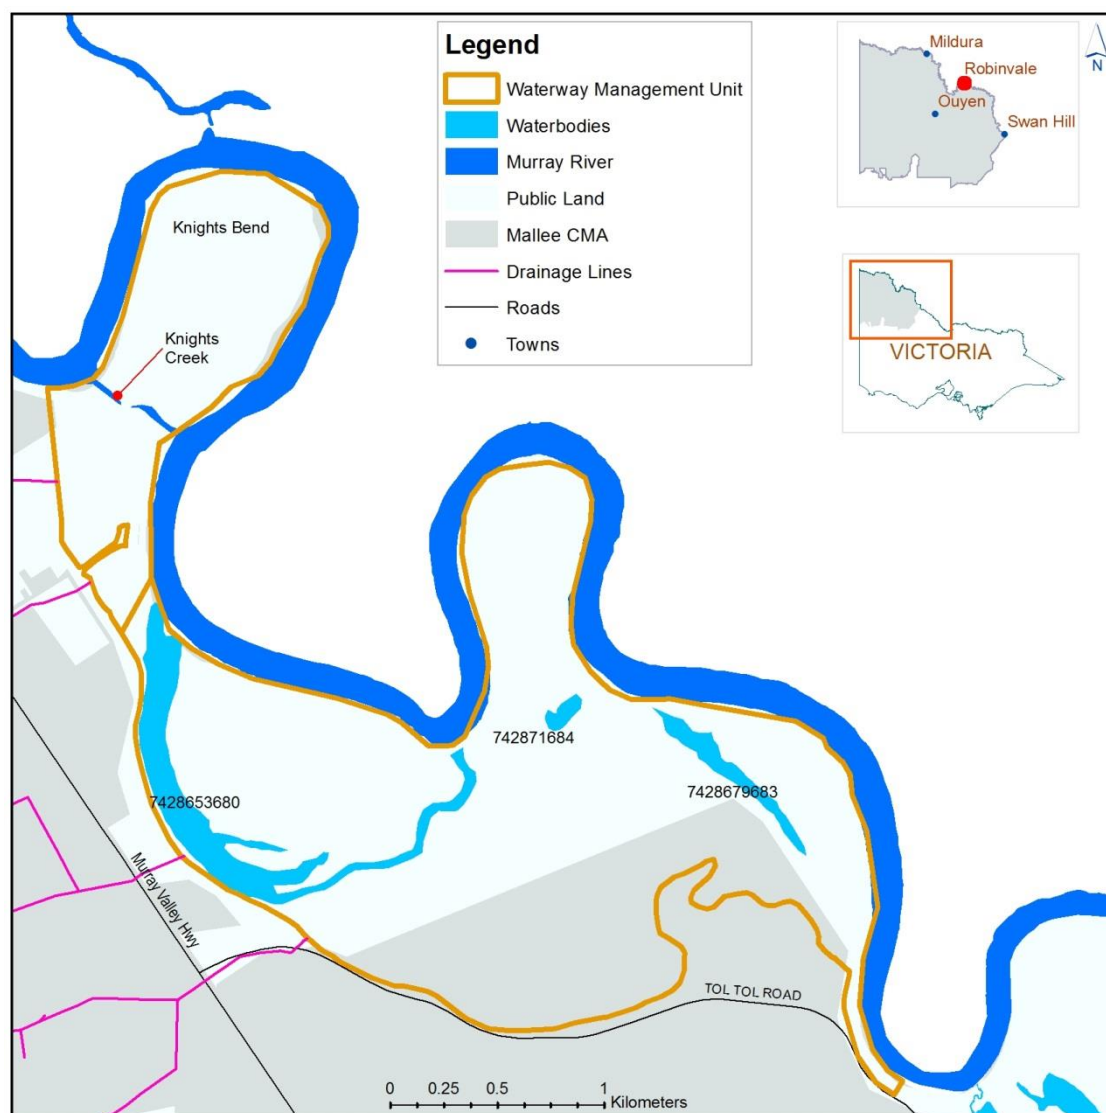 Legend
Waterway Management Unit
Waterbodies
Murray River
Public Land
Mallee CMA
Drainage Lines
Roads
Towns
Mildura
Robinvale
Ouyen
Swan Hill
N
VICTORIA
Knights Bend
Knights
Creek
742871684
7428679683
7428653680
Murray Valley Hwy
TOL TOL ROAD
0 0.25 0.5 1
Kilometers